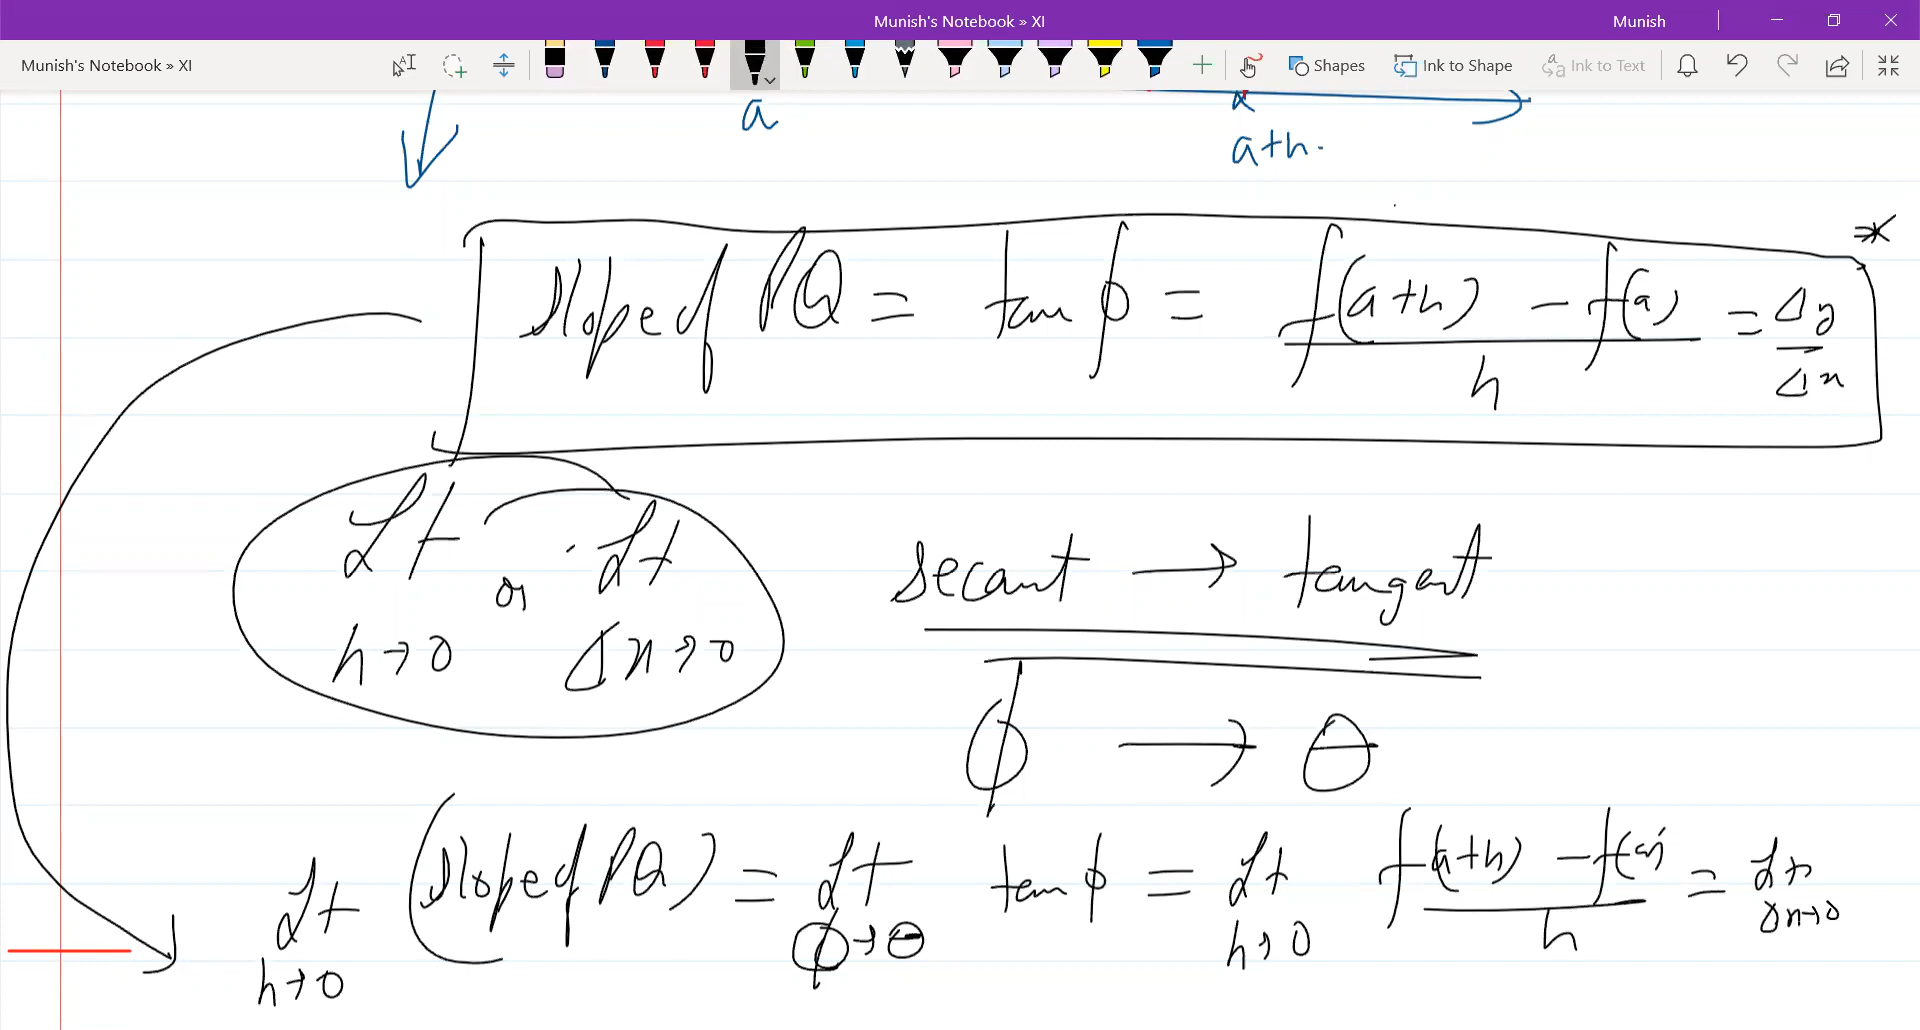 Munish's Notebook » XI
Munish
Munish's Notebook » XI
Shapes
Ink to Shape
Ink to Text
a
x
a+h.
Slope of PQ = tan ϕ = f(a+h) - f(a) / h = Δy / Δx
Lt h→0 or Lt Δx→0
secant → tangent
ϕ → θ
Lt h→0 (Slope of PQ) = Lt ϕ→θ tan ϕ = Lt h→0 f(a+h) - f(a) / h = Lt Δx→0